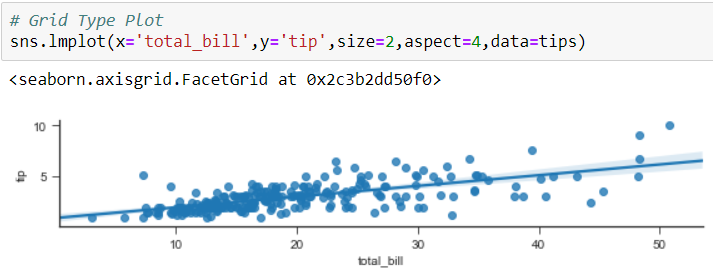 # Grid Type Plot
sns.lmplot(x='total_bill',y='tip',size=2,aspect=4,data=tips)
<seaborn.axisgrid.FacetGrid at 0x2c3b2dd50f0>
10
5
tip
10 20 30 40 50
total_bill